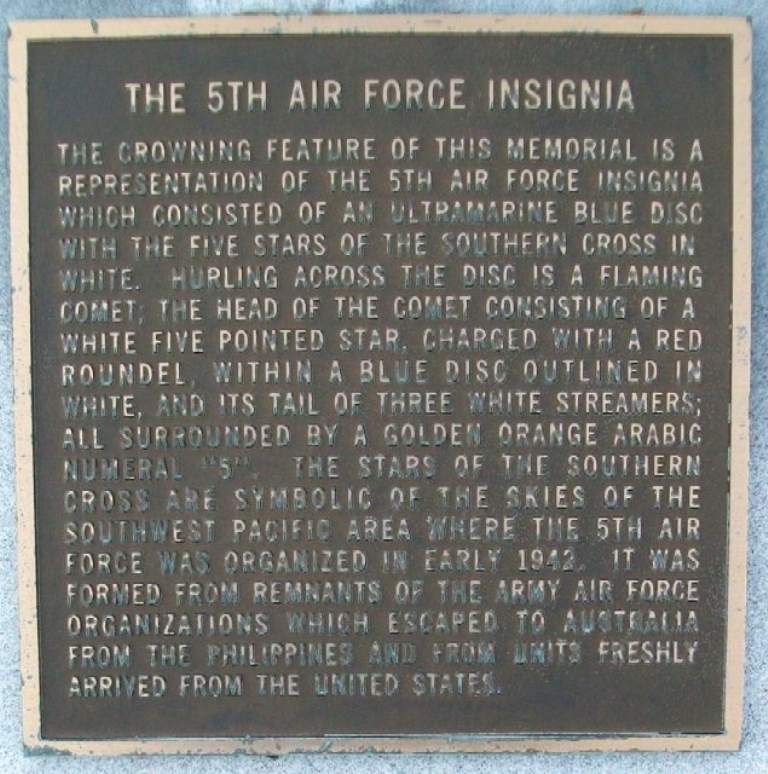 THE 5TH AIR FORCE INSIGNIA
THE CROWNING FEATURE OF THIS MEMORIAL IS A
REPRESENTATION OF THE 5TH AIR FORCE INSIGNIA
WHICH CONSISTED OF AN ULTRAMARINE BLUE DISC
WITH THE FIVE STARS OF THE SOUTHERN CROSS IN
WHITE. HURLING ACROSS THE DISC IS A FLAMING
COMET; THE HEAD OF THE COMET CONSISTING OF A
WHITE FIVE POINTED STAR, CHARGED WITH A RED
ROUNDEL, WITHIN A BLUE DISC OUTLINED IN
WHITE, AND ITS TAIL OF THREE WHITE STREAMERS;
ALL SURROUNDED BY A GOLDEN ORANGE ARABIC
NUMERAL "5". THE STARS OF THE SOUTHERN
CROSS ARE SYMBOLIC OF THE SKIES OF THE
SOUTHWEST PACIFIC AREA WHERE THE 5TH AIR
FORCE WAS ORGANIZED IN EARLY 1942. IT WAS
FORMED FROM REMNANTS OF THE ARMY AIR FORCE
ORGANIZATIONS WHICH ESCAPED TO AUSTRALIA
FROM THE PHILIPPINES AND FROM UNITS FRESHLY
ARRIVED FROM THE UNITED STATES.